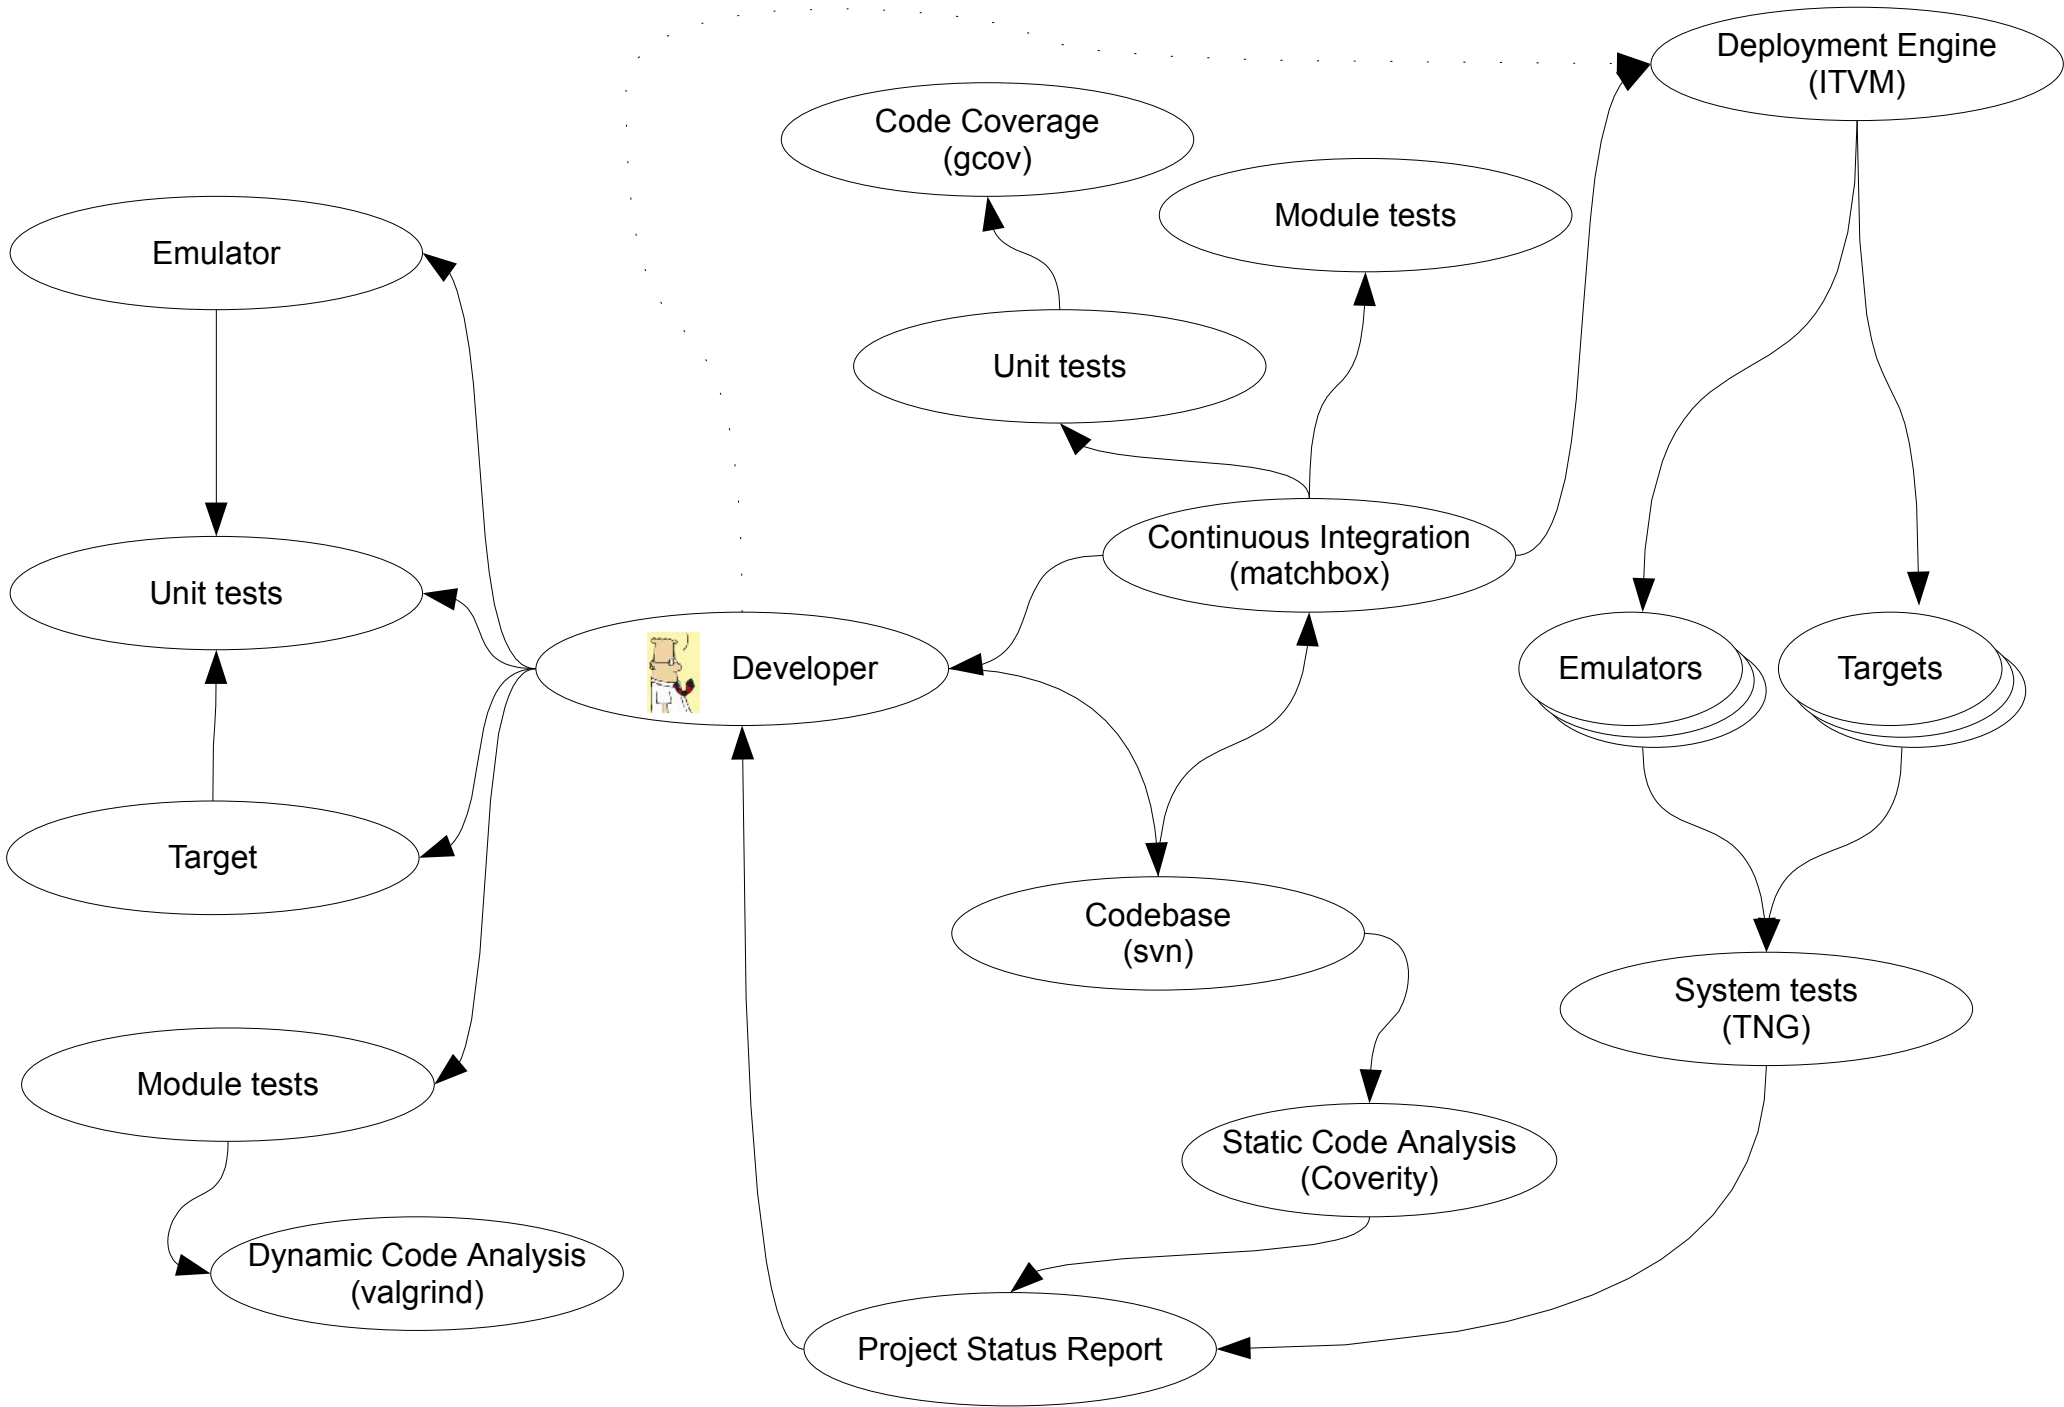 Deployment Engine
(ITVM)
Code Coverage
(gcov)
Module tests
Emulator
Unit tests
Continuous Integration
(matchbox)
Unit tests
Developer
Emulators
Targets
Target
Codebase
(svn)
System tests
(TNG)
Module tests
Static Code Analysis
(Coverity)
Dynamic Code Analysis
(valgrind)
Project Status Report